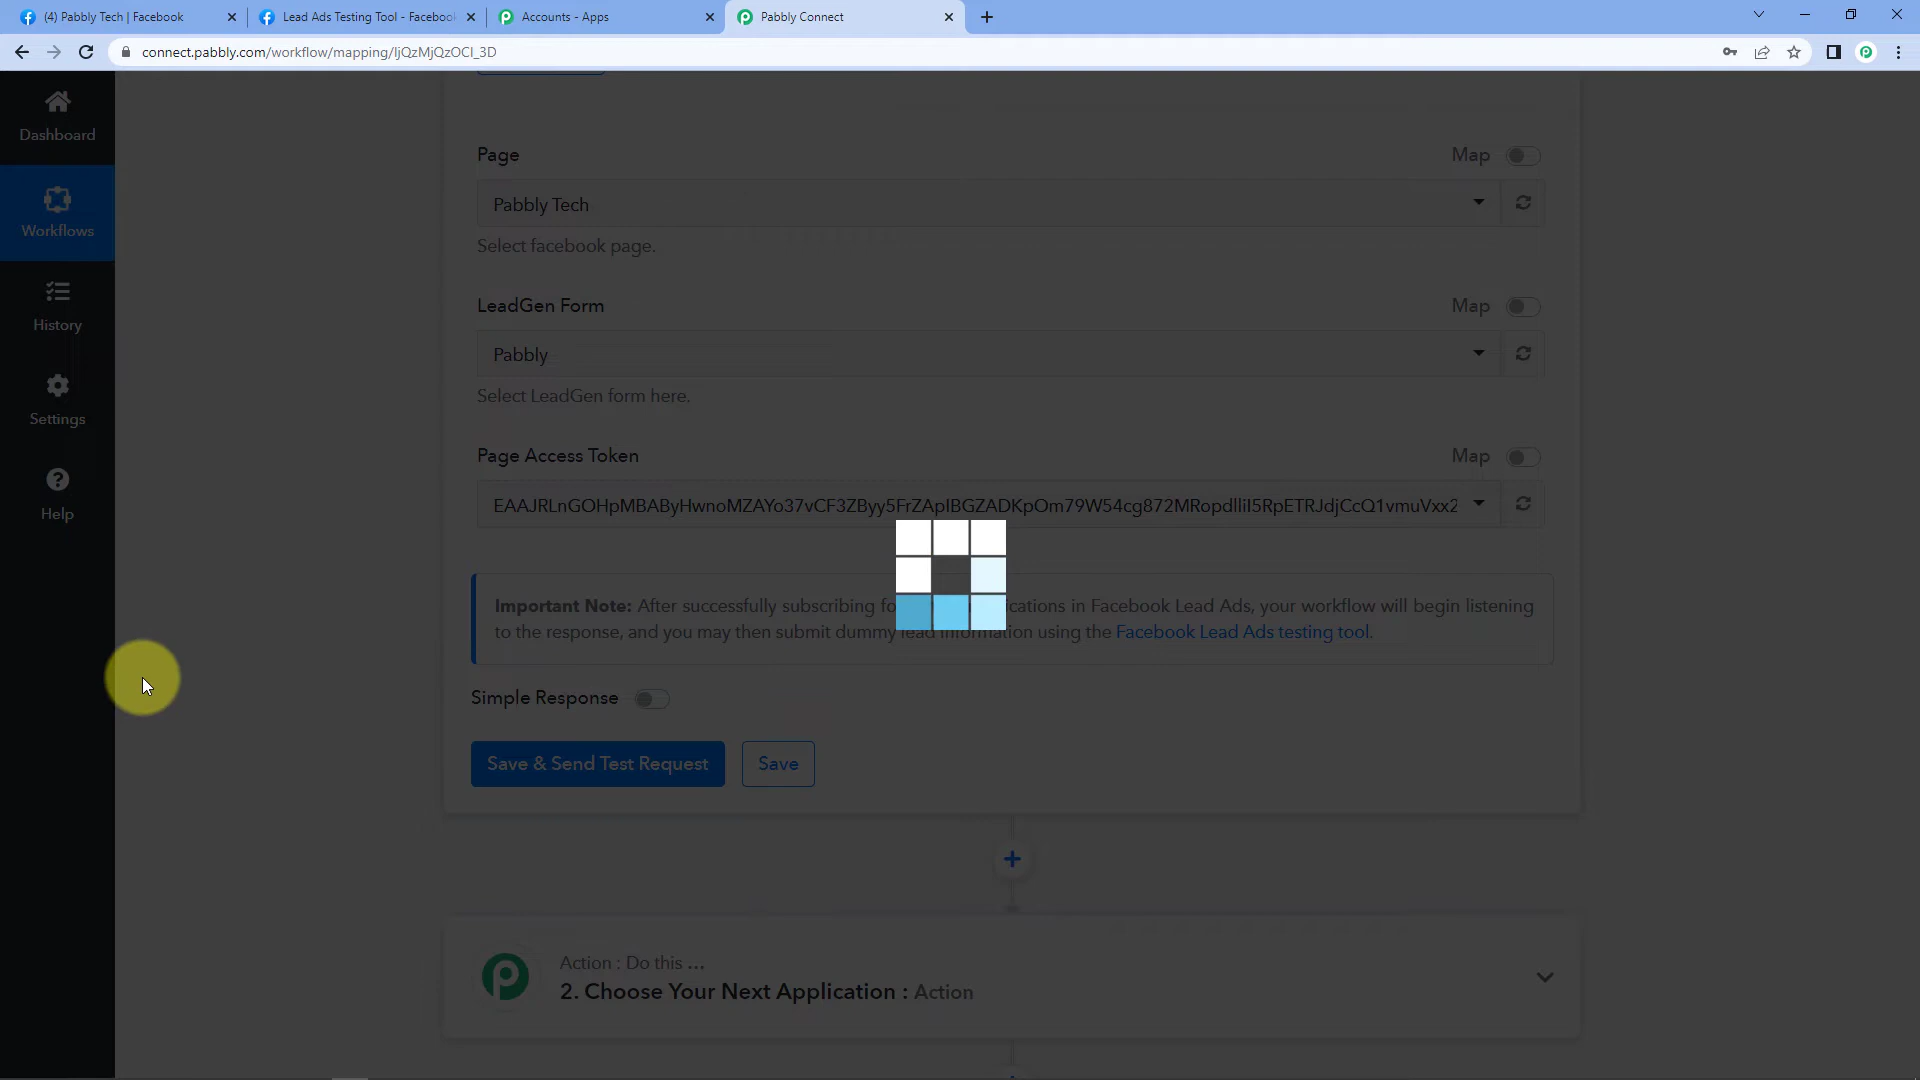 (4) Pabbly Tech | Facebook
Lead Ads Testing Tool - Facebook
Accounts - Apps
Pabbly Connect
connect.pabbly.com/workflow/mapping/IjQzMjQzOCI_3D
Dashboard
Workflows
History
Settings
Help
Page
Map
Pabbly Tech
Select facebook page.
LeadGen Form
Map
Pabbly
Select LeadGen form here.
Page Access Token
Map
Important Note: After successfully subscribing fo cations in Facebook Lead Ads, your workflow will begin listening
to the response, and you may then submit dummy lead information using the Facebook Lead Ads testing tool.
Simple Response
Save & Send Test Request
Save
Action : Do this ...
2. Choose Your Next Application : Action